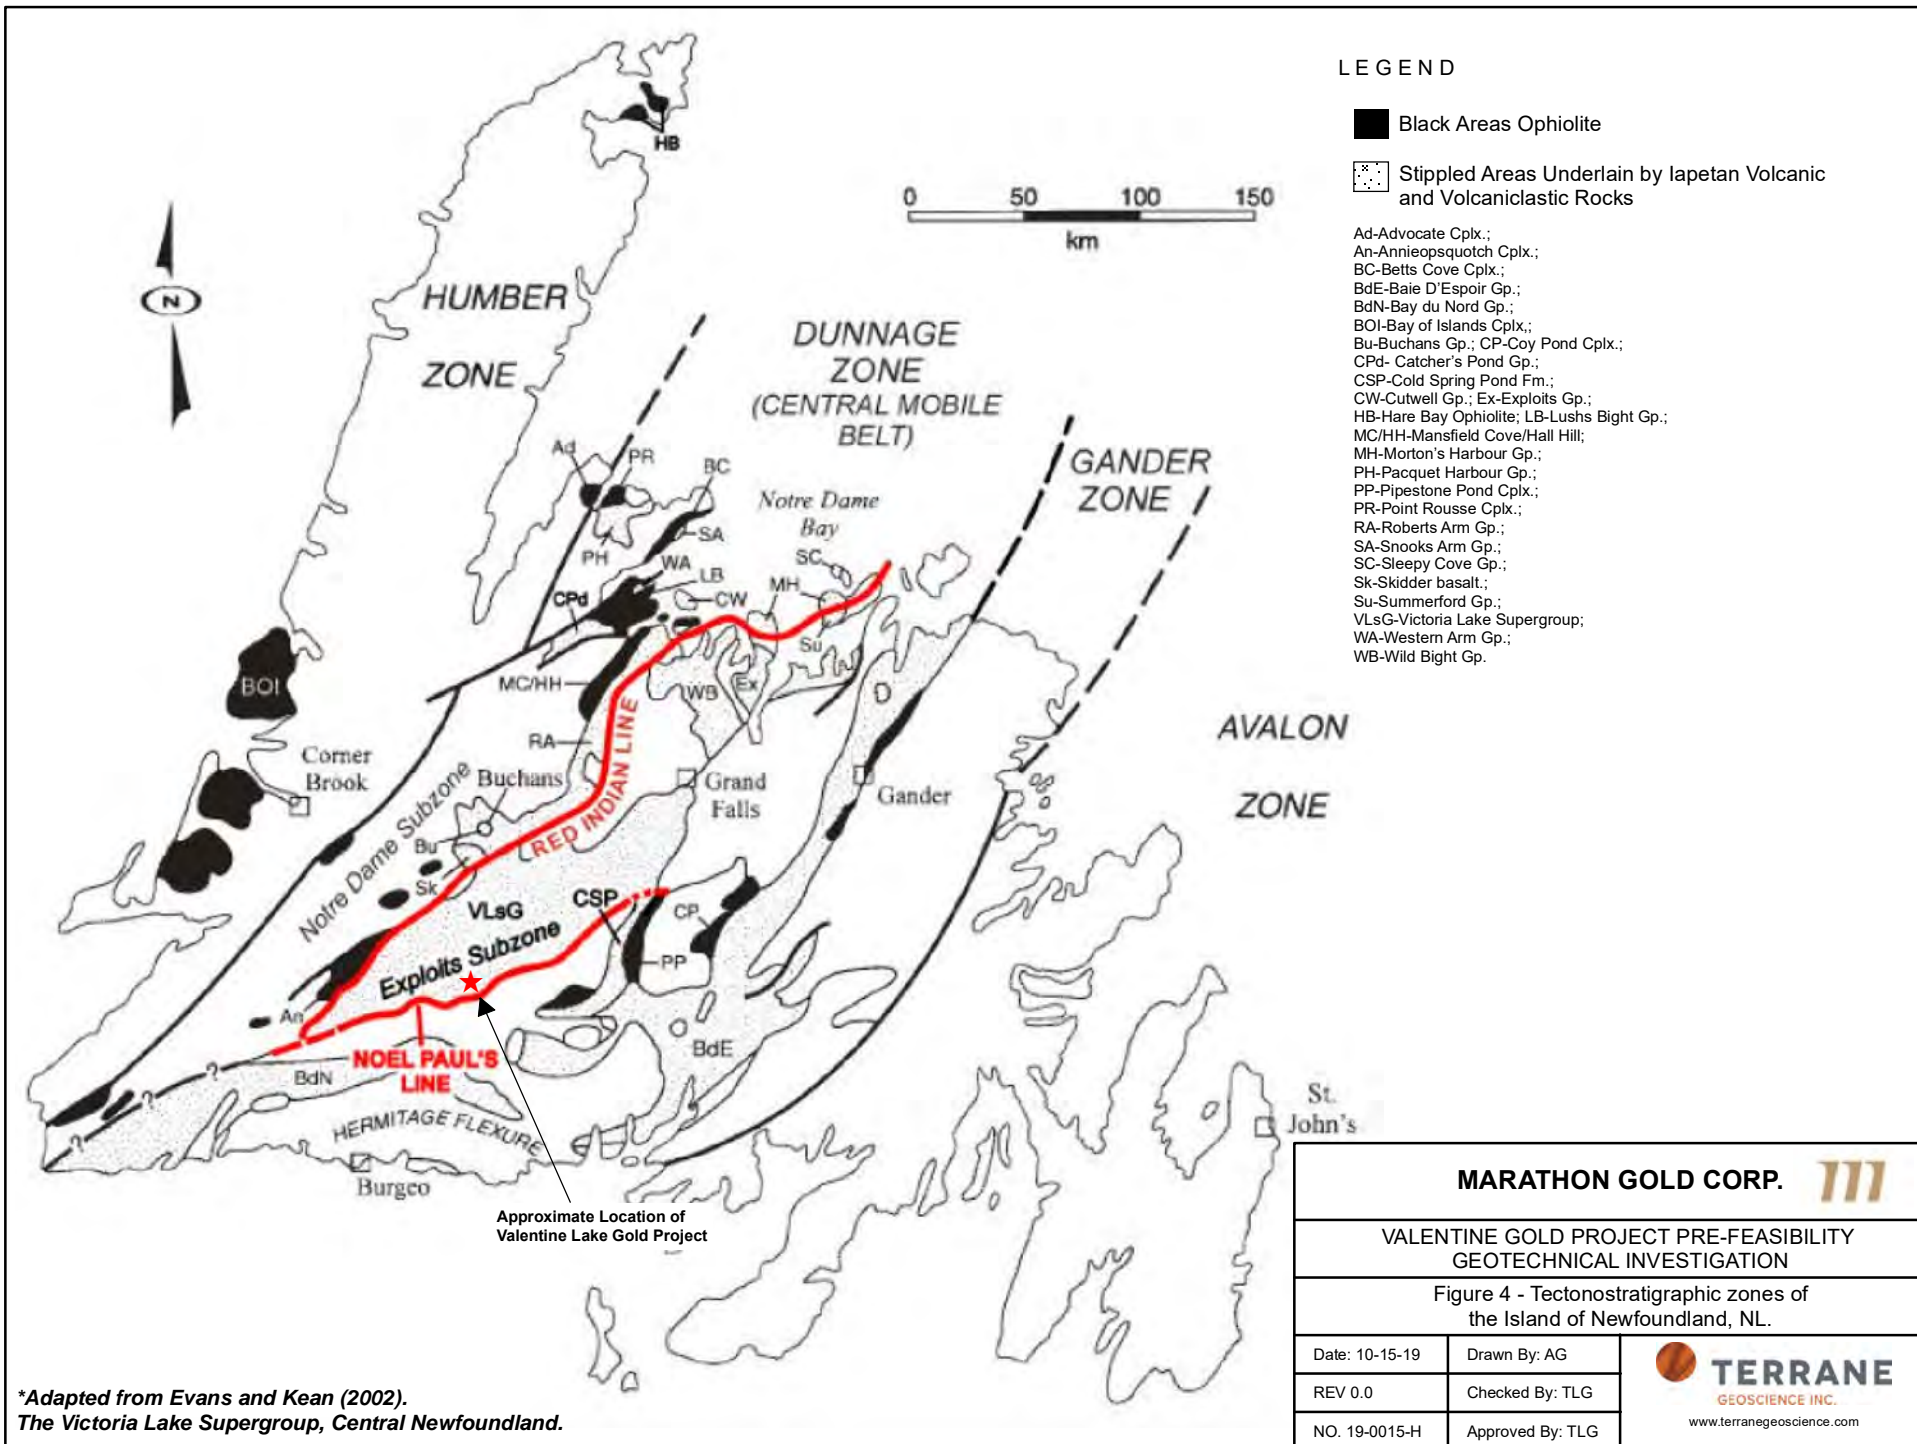 HB
N
HUMBER
ZONE
DUNNAGE
ZONE
(CENTRAL MOBILE
BELT)
GANDER
ZONE
AVALON
ZONE
0 50 100 150
km
Ad
PR
BC
Notre Dame
Bay
SA
PH
WA
LB
SC
MH
CW
CPd
Su
BOI
MC/HH
WB
Ex
RA
RED INDIAN LINE
Corner
Brook
Buchans
Grand
Falls
Gander
Notre Dame Subzone
Bu
Sk
VLsG
CSP
CP
Exploits Subzone
PP
An
NOEL PAUL'S
LINE
BdN
BdE
? ? ?
HERMITAGE FLEXURE
Burgeo
St.
John's
Approximate Location of
Valentine Lake Gold Project
L E G E N D
Black Areas Ophiolite
Stippled Areas Underlain by Iapetan Volcanic
and Volcaniclastic Rocks
Ad-Advocate Cplx.;
An-Annieopsquotch Cplx.;
BC-Betts Cove Cplx.;
BdE-Baie D'Espoir Gp.;
BdN-Bay du Nord Gp.;
BOI-Bay of Islands Cplx,;
Bu-Buchans Gp.; CP-Coy Pond Cplx.;
CPd- Catcher's Pond Gp.;
CSP-Cold Spring Pond Fm.;
CW-Cutwell Gp.; Ex-Exploits Gp.;
HB-Hare Bay Ophiolite; LB-Lushs Bight Gp.;
MC/HH-Mansfield Cove/Hall Hill;
MH-Morton's Harbour Gp.;
PH-Pacquet Harbour Gp.;
PP-Pipestone Pond Cplx.;
PR-Point Rousse Cplx.;
RA-Roberts Arm Gp.;
SA-Snooks Arm Gp.;
SC-Sleepy Cove Gp.;
Sk-Skidder basalt.;
Su-Summerford Gp.;
VLsG-Victoria Lake Supergroup;
WA-Western Arm Gp.;
WB-Wild Bight Gp.
MARATHON GOLD CORP.
VALENTINE GOLD PROJECT PRE-FEASIBILITY
GEOTECHNICAL INVESTIGATION
Figure 4 - Tectonostratigraphic zones of
the Island of Newfoundland, NL.
Date: 10-15-19 Drawn By: AG
REV 0.0 Checked By: TLG
NO. 19-0015-H Approved By: TLG
TERRANE
GEOSCIENCE INC.
www.terranegeoscience.com
*Adapted from Evans and Kean (2002).
The Victoria Lake Supergroup, Central Newfoundland.